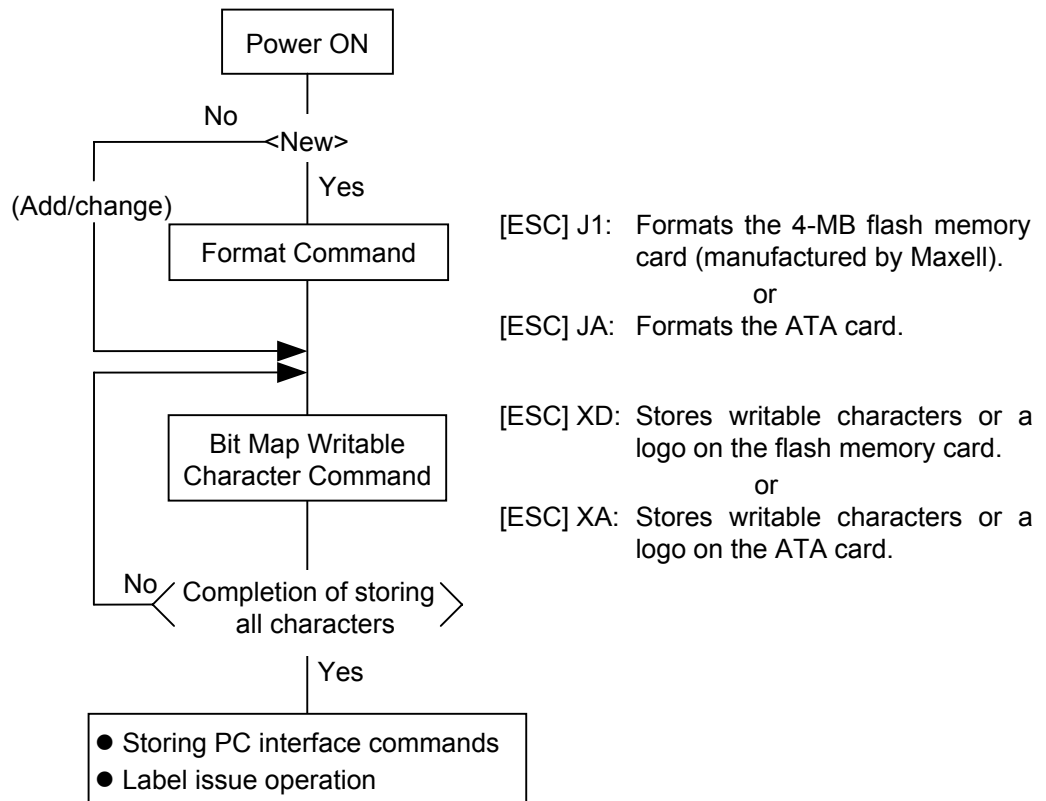 Power ON
No
<New>
Yes
(Add/change)
Format Command
[ESC] J1: Formats the 4-MB flash memory
card (manufactured by Maxell).
or
[ESC] JA: Formats the ATA card.
Bit Map Writable
Character Command
[ESC] XD: Stores writable characters or a
logo on the flash memory card.
or
[ESC] XA: Stores writable characters or a
logo on the ATA card.
No
Completion of storing
all characters
Yes
● Storing PC interface commands
● Label issue operation